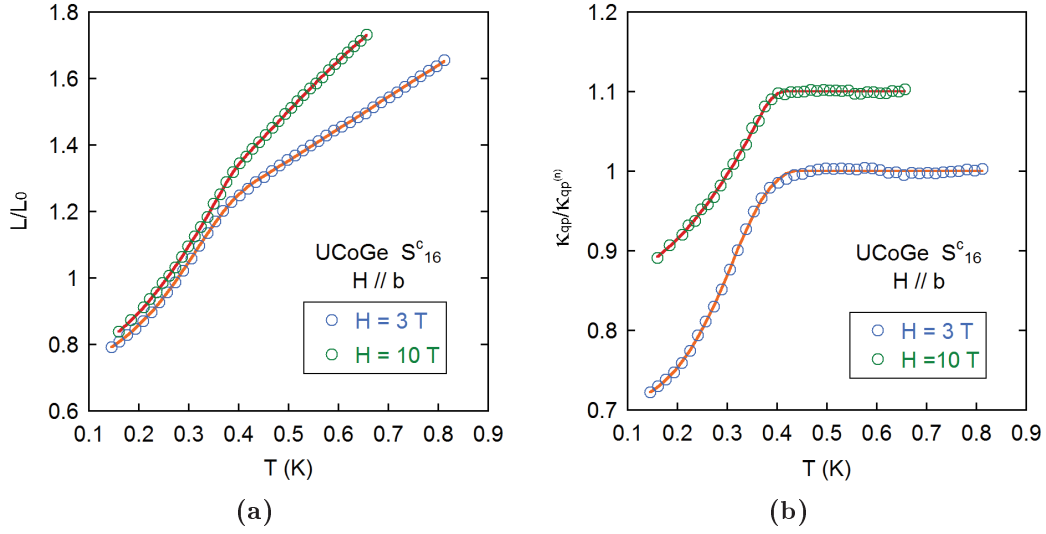 1.8
1.6
1.4
1.2
1
0.8
0.6
L/L₀
UCoGe S^c_16
H // b
H = 3 T
H = 10 T
0.1 0.2 0.3 0.4 0.5 0.6 0.7 0.8 0.9
T (K)
(a)
1.2
1.1
1
0.9
0.8
0.7
κqp/κqp(n)
UCoGe S^c_16
H // b
H = 3 T
H =10 T
0.1 0.2 0.3 0.4 0.5 0.6 0.7 0.8 0.9
T (K)
(b)